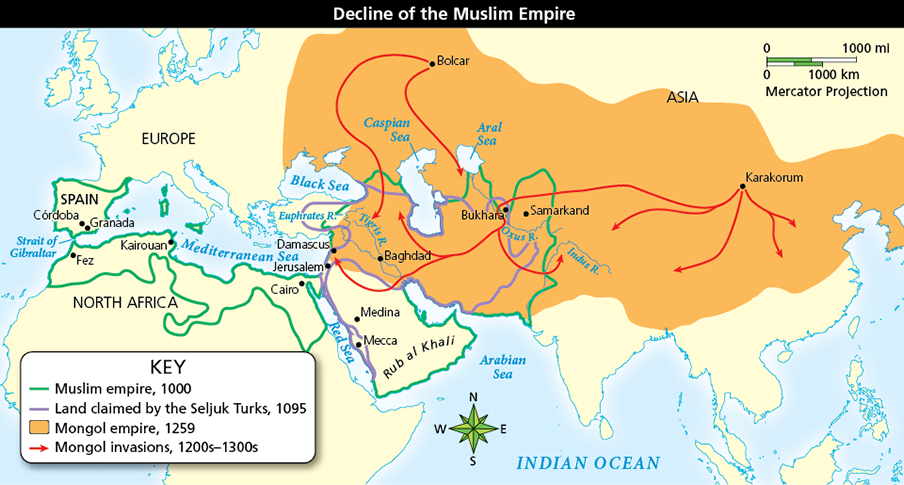 Decline of the Muslim Empire
0 1000 mi
0 1000 km
Mercator Projection
Bolcar
ASIA
EUROPE
Caspian
Sea
Aral
Sea
Karakorum
Black Sea
SPAIN
Córdoba
Granada
Euphrates R.
Tigris R.
Bukhara
Samarkand
Oxus R.
Indus R.
Strait of
Gibraltar
Fez
Kairouan
Mediterranean Sea
Damascus
Baghdad
Jerusalem
Cairo
NORTH AFRICA
Medina
Mecca
Red Sea
Rub al Khali
Arabian
Sea
KEY
Muslim empire, 1000
Land claimed by the Seljuk Turks, 1095
Mongol empire, 1259
Mongol invasions, 1200s–1300s
N
W E
S
INDIAN OCEAN